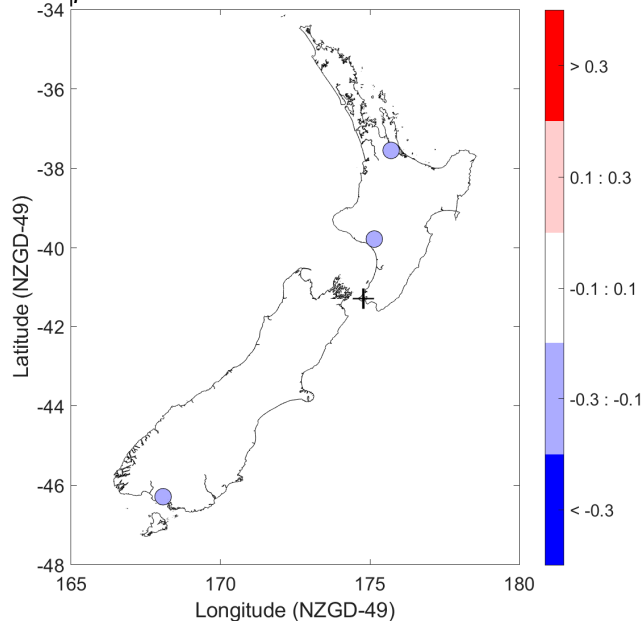 -34
-36
-38
-40
-42
-44
-46
-48
165
170
175
180
Latitude (NZGD-49)
Longitude (NZGD-49)
> 0.3
0.1 : 0.3
-0.1 : 0.1
-0.3 : -0.1
< -0.3